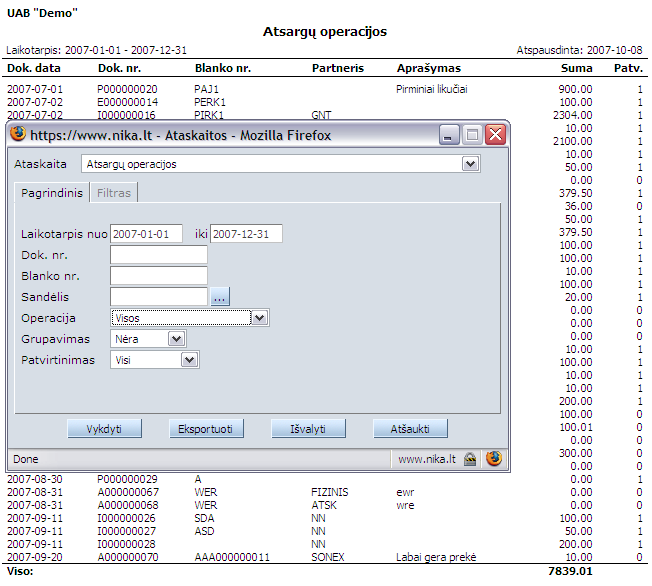 UAB "Demo"
Atsargų operacijos
Laikotarpis: 2007-01-01 - 2007-12-31 Atspausdinta: 2007-10-08
Dok. data Dok. nr. Blanko nr. Partneris Aprašymas Suma Patv.
2007-07-01 P000000020 PAJ1 Pirminiai likučiai 900.00 1
2007-07-02 E000000014 PERK1 100.00 1
2007-07-02 I000000016 PIRK1 GNT 2304.00 1
10.00 1
2100.00 1
10.00 1
50.00 1
0.00 0
379.50 1
36.00 0
50.00 1
379.50 1
100.00 1
100.00 1
10.00 1
100.00 1
20.00 1
0.00 0
0.00 0
0.00 0
10.00 1
100.00 1
10.00 1
10.00 1
200.00 1
100.00 0
100.01 0
0.00 0
300.00 0
0.00 0
https://www.nika.lt - Ataskaitos - Mozilla Firefox
Ataskaita Atsargų operacijos
Pagrindinis Filtras
Laikotarpis nuo 2007-01-01 iki 2007-12-31
Dok. nr.
Blanko nr.
Sandėlis ...
Operacija Visos
Grupavimas Nėra
Patvirtinimas Visi
Vykdyti Eksportuoti Išvalyti Atšaukti
Done www.nika.lt
2007-08-30 P000000029 A 0.00 1
2007-08-31 A000000067 WER FIZINIS ewr 0.00 0
2007-08-31 A000000068 WER ATSK wre 0.00 0
2007-09-11 I000000026 SDA NN 100.00 1
2007-09-11 I000000027 ASD NN 50.00 1
2007-09-11 I000000028 NN 200.00 1
2007-09-20 A000000070 AAA000000011 SONEX Labai gera prekė 10.00 0
Viso: 7839.01